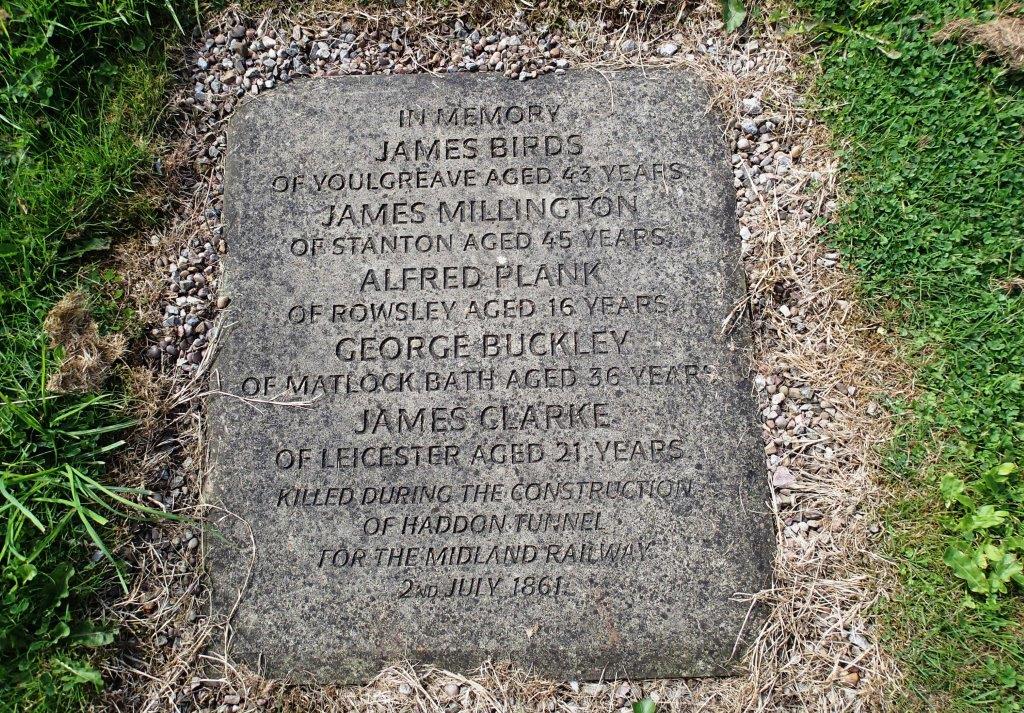 IN MEMORY
JAMES BIRDS
OF YOULGREAVE AGED 43 YEARS
JAMES MILLINGTON
OF STANTON AGED 45 YEARS
ALFRED PLANK
OF ROWSLEY AGED 16 YEARS
GEORGE BUCKLEY
OF MATLOCK BATH AGED 36 YEARS
JAMES CLARKE
OF LEICESTER AGED 21 YEARS
KILLED DURING THE CONSTRUCTION
OF HADDON TUNNEL
FOR THE MIDLAND RAILWAY
2ND JULY 1861